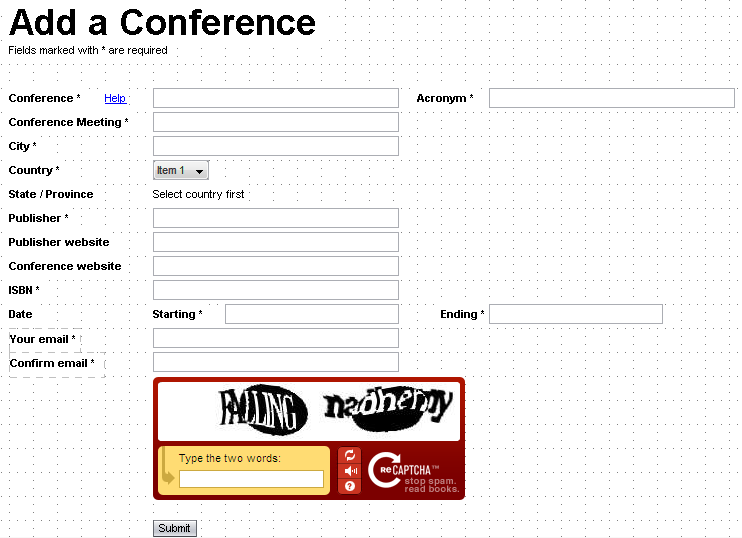 Add a Conference
Fields marked with * are required
Conference * Help Acronym *
Conference Meeting *
City *
Country * Item 1
State / Province Select country first
Publisher *
Publisher website
Conference website
ISBN *
Date Starting * Ending *
Your email *
Confirm email *
FALLING nadhenry
Type the two words:
reCAPTCHA™
stop spam.
read books.
Submit